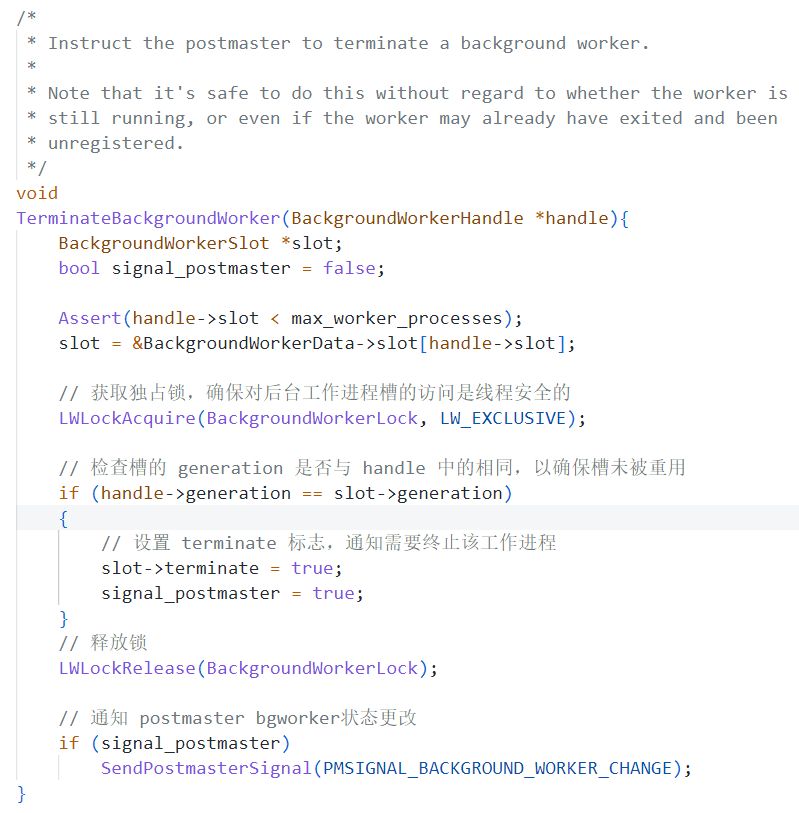 /*
 * Instruct the postmaster to terminate a background worker.
 *
 * Note that it's safe to do this without regard to whether the worker is
 * still running, or even if the worker may already have exited and been
 * unregistered.
 */
void
TerminateBackgroundWorker(BackgroundWorkerHandle *handle){
    BackgroundWorkerSlot *slot;
    bool signal_postmaster = false;

    Assert(handle->slot < max_worker_processes);
    slot = &BackgroundWorkerData->slot[handle->slot];

    // 获取独占锁，确保对后台工作进程槽的访问是线程安全的
    LWLockAcquire(BackgroundWorkerLock, LW_EXCLUSIVE);

    // 检查槽的 generation 是否与 handle 中的相同，以确保槽未被重用
    if (handle->generation == slot->generation)
    {
        // 设置 terminate 标志，通知需要终止该工作进程
        slot->terminate = true;
        signal_postmaster = true;
    }
    // 释放锁
    LWLockRelease(BackgroundWorkerLock);

    // 通知 postmaster bgworker状态更改
    if (signal_postmaster)
        SendPostmasterSignal(PMSIGNAL_BACKGROUND_WORKER_CHANGE);
}